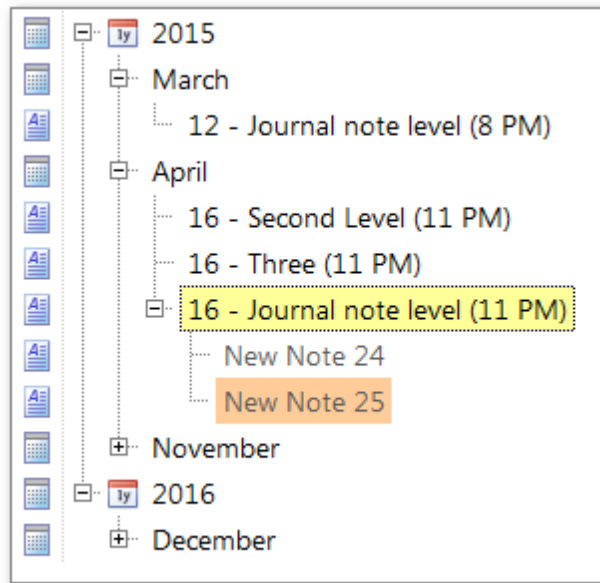 2015
March
12 - Journal note level (8 PM)
April
16 - Second Level (11 PM)
16 - Three (11 PM)
16 - Journal note level (11 PM)
New Note 24
New Note 25
November
2016
December